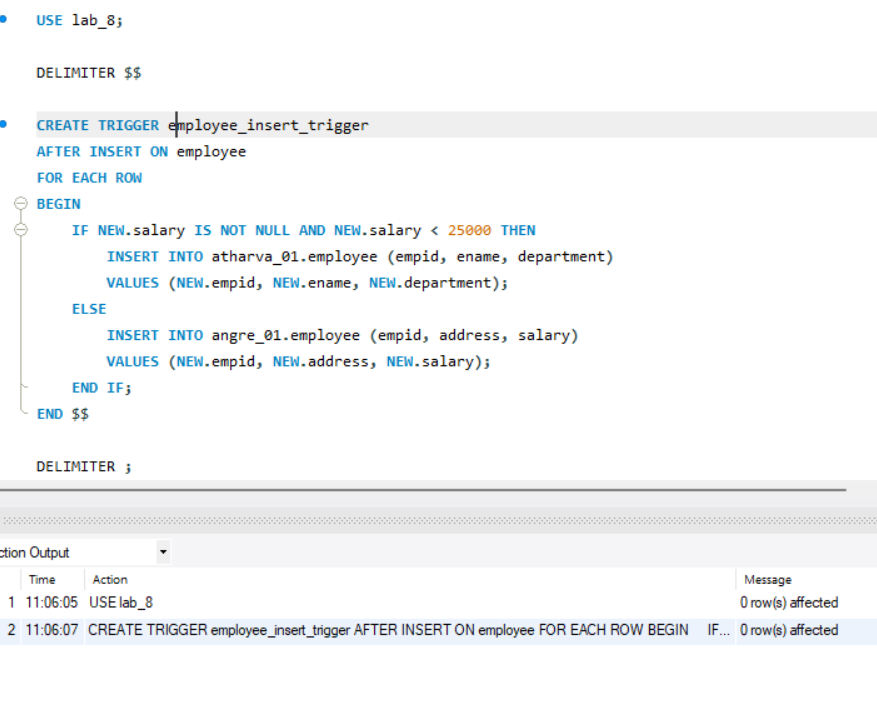 USE lab_8;
DELIMITER $$
CREATE TRIGGER employee_insert_trigger
AFTER INSERT ON employee
FOR EACH ROW
BEGIN
IF NEW.salary IS NOT NULL AND NEW.salary < 25000 THEN
INSERT INTO atharva_01.employee (empid, ename, department)
VALUES (NEW.empid, NEW.ename, NEW.department);
ELSE
INSERT INTO angre_01.employee (empid, address, salary)
VALUES (NEW.empid, NEW.address, NEW.salary);
END IF;
END $$
DELIMITER ;
ction Output
Time Action Message
1 11:06:05 USE lab_8 0 row(s) affected
2 11:06:07 CREATE TRIGGER employee_insert_trigger AFTER INSERT ON employee FOR EACH ROW BEGIN IF... 0 row(s) affected